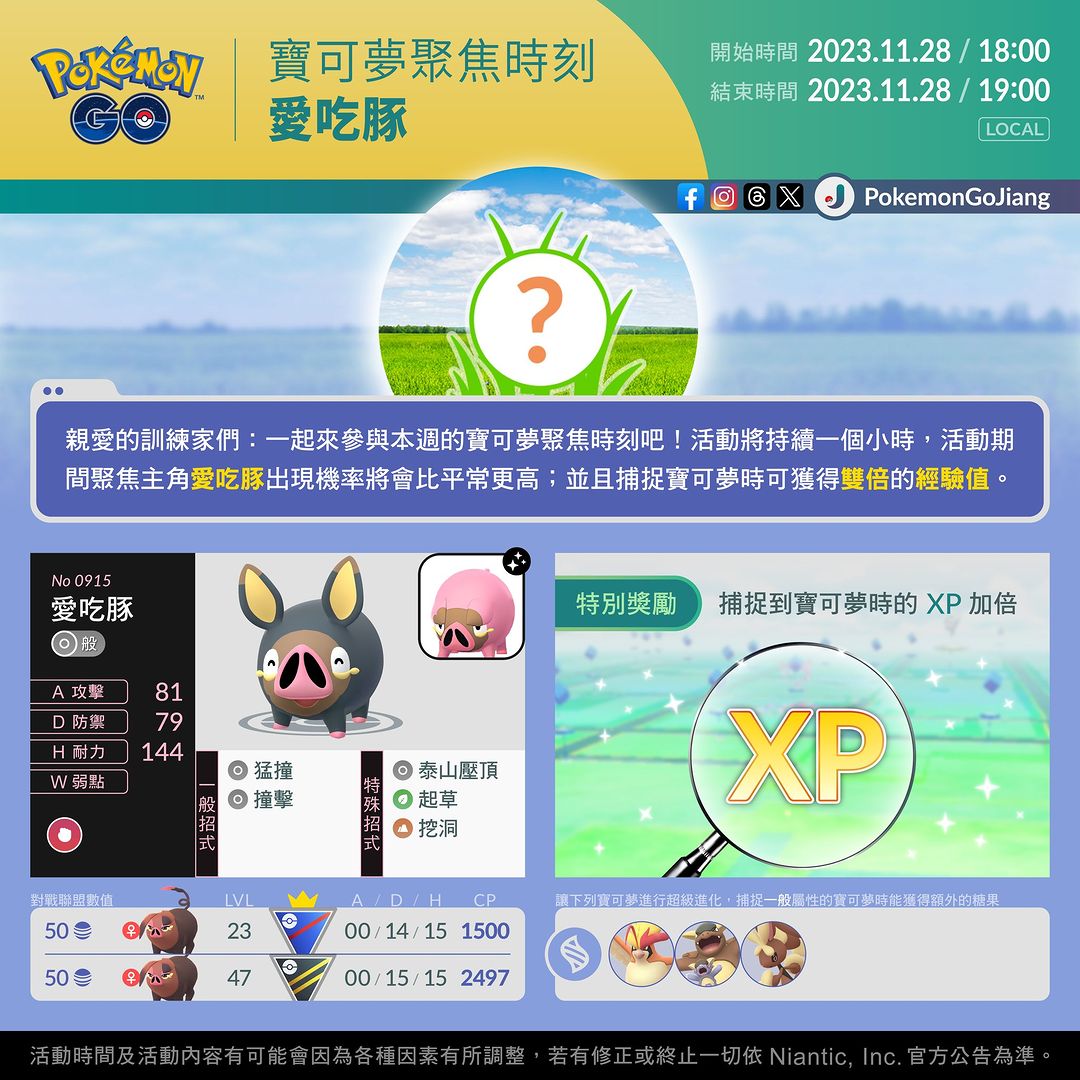 POKÉMON GO
寶可夢聚焦時刻
愛吃豚
開始時間 2023.11.28 / 18:00
結束時間 2023.11.28 / 19:00
LOCAL
PokemonGoJiang
?
親愛的訓練家們：一起來參與本週的寶可夢聚焦時刻吧！活動將持續一個小時，活動期
間聚焦主角愛吃豚出現機率將會比平常更高；並且捕捉寶可夢時可獲得雙倍的經驗值。
No 0915
愛吃豚
般
A 攻擊 81
D 防禦 79
H 耐力 144
W 弱點
一般招式
猛撞
撞擊
特殊招式
泰山壓頂
起草
挖洞
特別獎勵 捕捉到寶可夢時的 XP 加倍
XP
對戰聯盟數值 LVL A / D / H CP
50 ♀ 23 00 / 14 / 15 1500
50 ♀ 47 00 / 15 / 15 2497
讓下列寶可夢進行超級進化，捕捉一般屬性的寶可夢時能獲得額外的糖果
活動時間及活動內容有可能會因為各種因素有所調整，若有修正或終止一切依 Niantic, Inc. 官方公告為準。